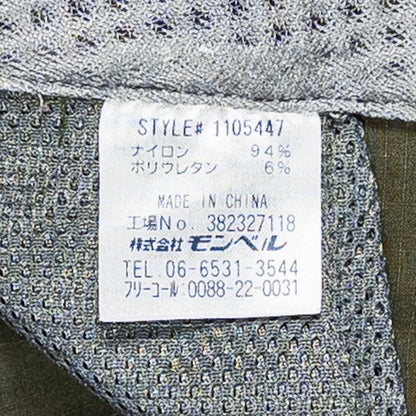 STYLE# 1105447
ナイロン 94%
ポリウレタン 6%
MADE IN CHINA
工場No. 382327118
株式会社 モンベル
TEL. 06-6531-3544
フリーコール:0088-22-0031